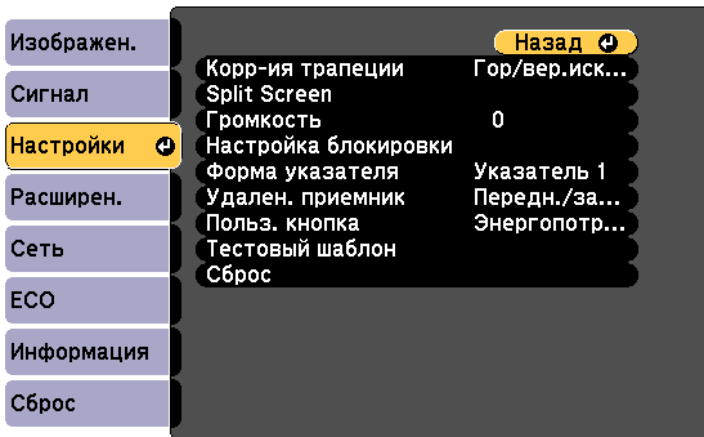 Изображен.
Сигнал
Настройки
Расширен.
Сеть
ECO
Информация
Сброс
Назад
Корр-ия трапеции Гор/вер.иск...
Split Screen
Громкость 0
Настройка блокировки
Форма указателя Указатель 1
Удален. приемник Передн./за...
Польз. кнопка Энергопотр...
Тестовый шаблон
Сброс